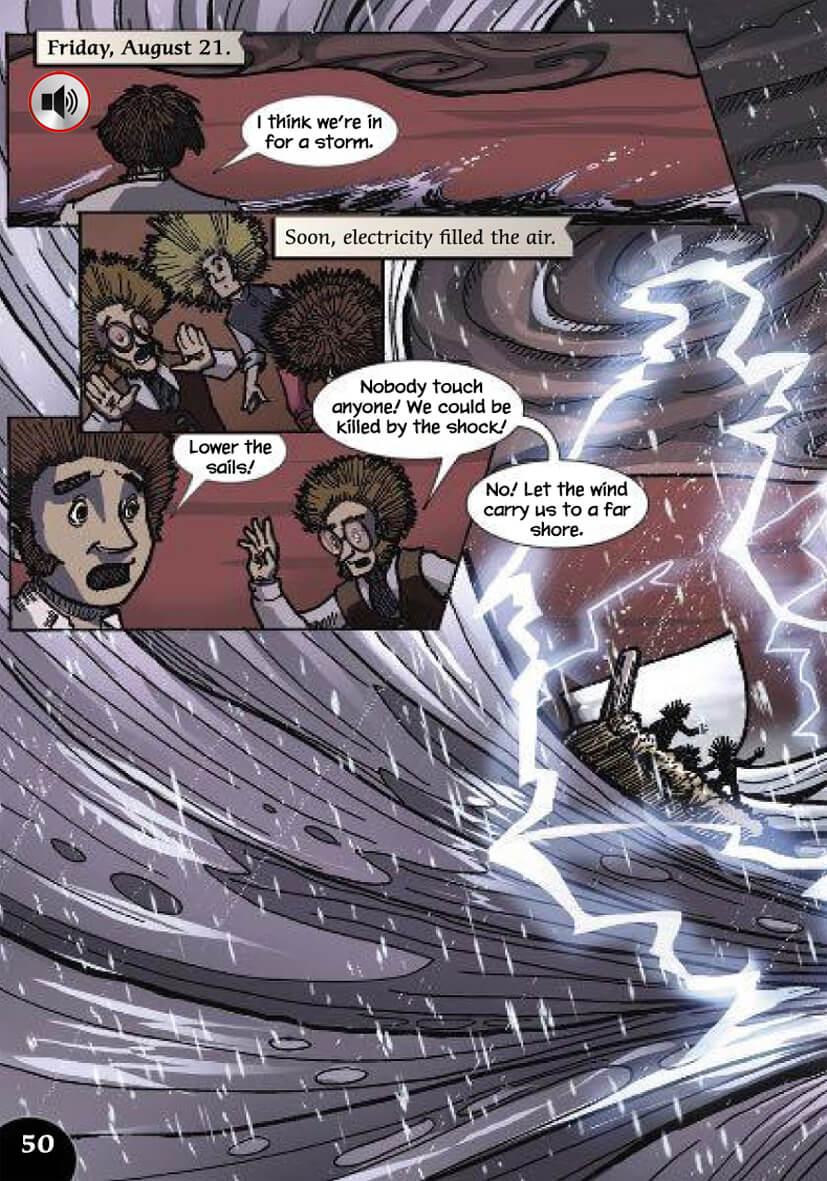 Friday, August 21.
I think we're in
for a storm.
Soon, electricity filled the air.
Nobody touch
anyone! We could be
killed by the shock!
Lower the
sails!
No! Let the wind
carry us to a far
shore.
50